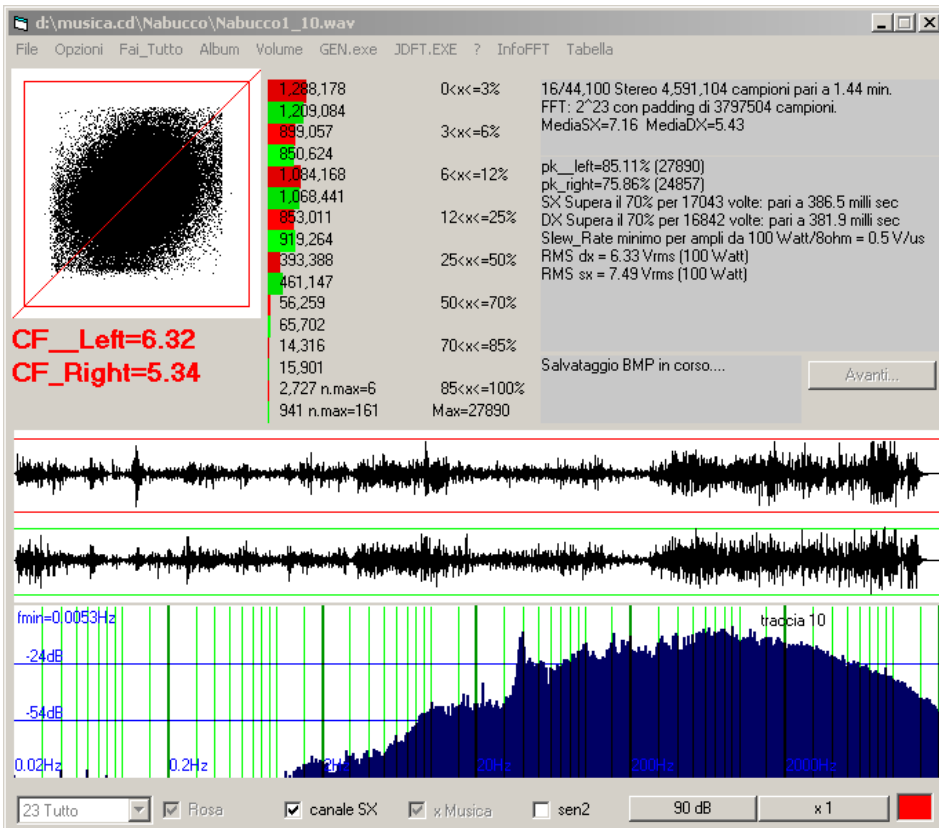 d:\musica.cd\Nabucco\Nabucco1_10.wav
File Opzioni Fai_Tutto Album Volume GEN.exe JDFT.EXE ? InfoFFT Tabella
1,288,178 0<x<=3%
1,209,084
899,057 3<x<=6%
850,624
1,084,168 6<x<=12%
1,068,441
853,011 12<x<=25%
919,264
393,388 25<x<=50%
461,147
56,259 50<x<=70%
65,702
14,316 70<x<=85%
15,901
2,727 n.max=6 85<x<=100%
941 n.max=161 Max=27890
CF__Left=6.32
CF_Right=5.34
16/44,100 Stereo 4,591,104 campioni pari a 1.44 min.
FFT: 2^23 con padding di 3797504 campioni.
MediaSX=7.16 MediaDX=5.43
pk__left=85.11% (27890)
pk_right=75.86% (24857)
SX Supera il 70% per 17043 volte: pari a 386.5 milli sec
DX Supera il 70% per 16842 volte: pari a 381.9 milli sec
Slew_Rate minimo per ampli da 100 Watt/8ohm = 0.5 V/us
RMS dx = 6.33 Vrms (100 Watt)
RMS sx = 7.49 Vrms (100 Watt)
Salvataggio BMP in corso....
Avanti...
fmin=0.0053Hz
traccia 10
-24dB
-54dB
0.02Hz 0.2Hz 2Hz 20Hz 200Hz 2000Hz
23 Tutto Rosa canale SX x Musica sen2 90 dB x 1